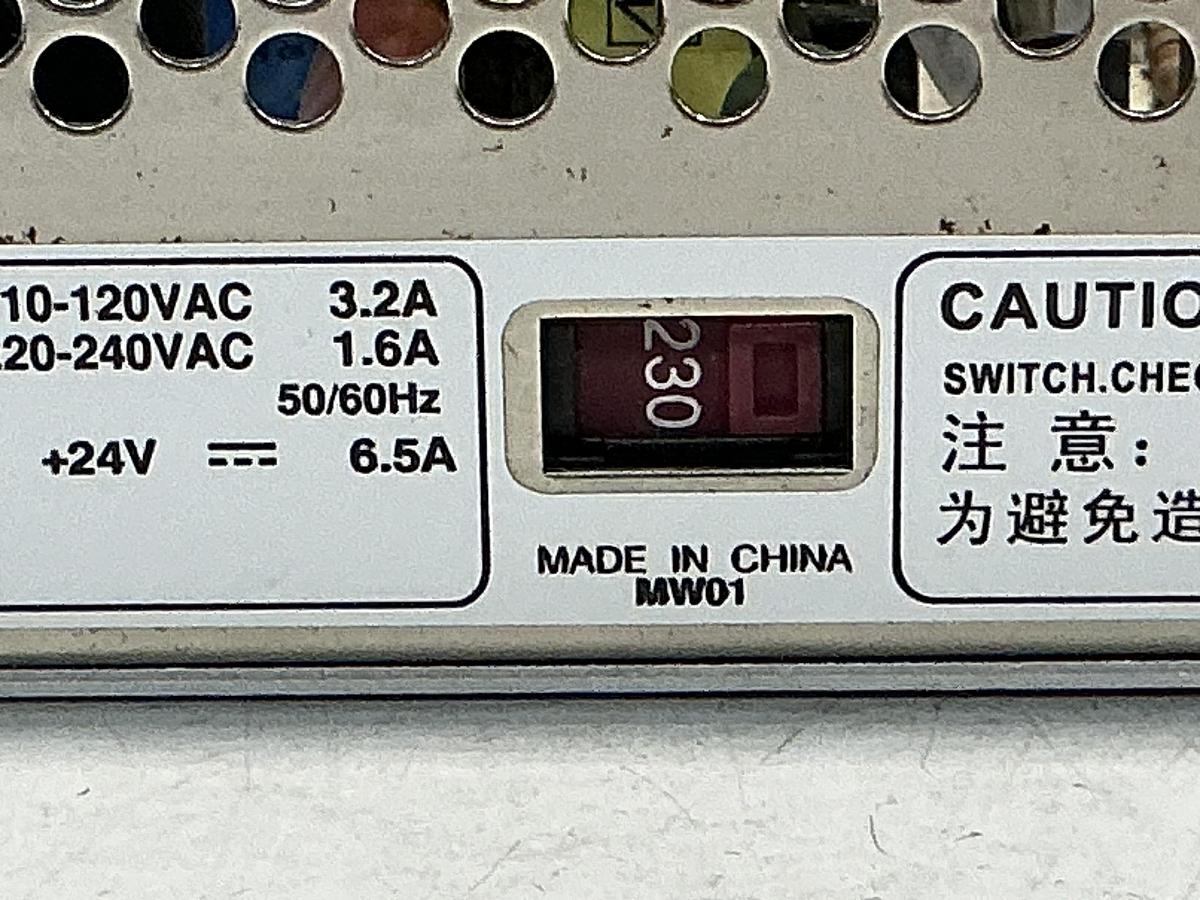 10-120VAC 3.2A
20-240VAC 1.6A
50/60Hz
+24V 6.5A
230
MADE IN CHINA
MW01
CAUTIO
SWITCH.CHEC
注 意:
为避免造